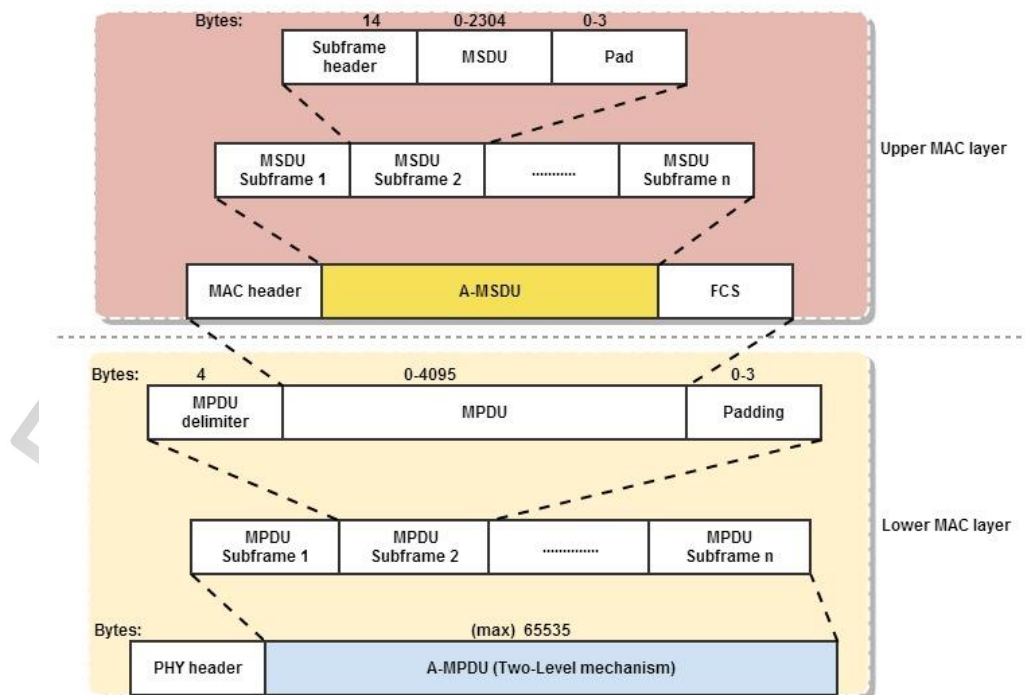 Bytes: 14 0-2304 0-3
Subframe header MSDU Pad
MSDU Subframe 1 MSDU Subframe 2 ........... MSDU Subframe n
Upper MAC layer
MAC header A-MSDU FCS
Bytes: 4 0-4095 0-3
MPDU delimiter MPDU Padding
MPDU Subframe 1 MPDU Subframe 2 .............. MPDU Subframe n
Lower MAC layer
Bytes: (max) 65535
PHY header A-MPDU (Two-Level mechanism)